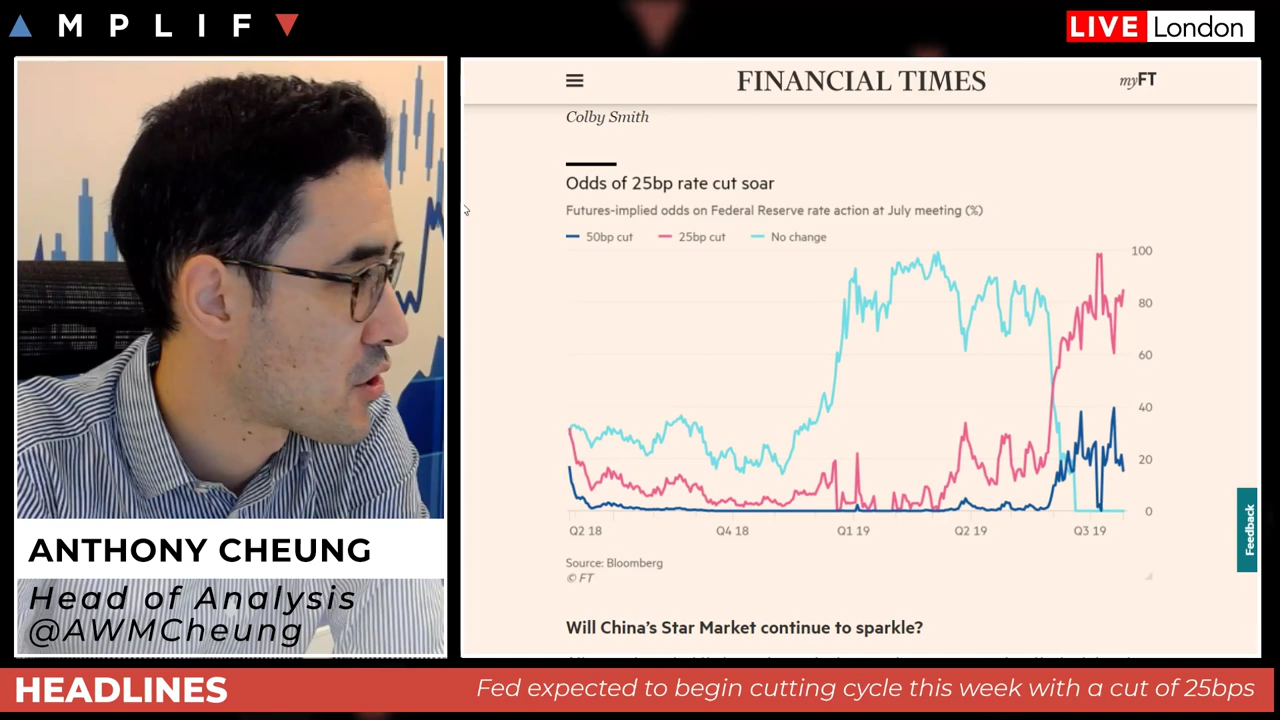 MPLIF
LIVE London
FINANCIAL TIMES
myFT
Colby Smith
Odds of 25bp rate cut soar
Futures-implied odds on Federal Reserve rate action at July meeting (%)
50bp cut 25bp cut No change
100
80
60
40
20
0
Q2 18 Q4 18 Q1 19 Q2 19 Q3 19
Source: Bloomberg
© FT
Feedback
Will China's Star Market continue to sparkle?
ANTHONY CHEUNG
Head of Analysis
@AWMCheung
HEADLINES
Fed expected to begin cutting cycle this week with a cut of 25bps